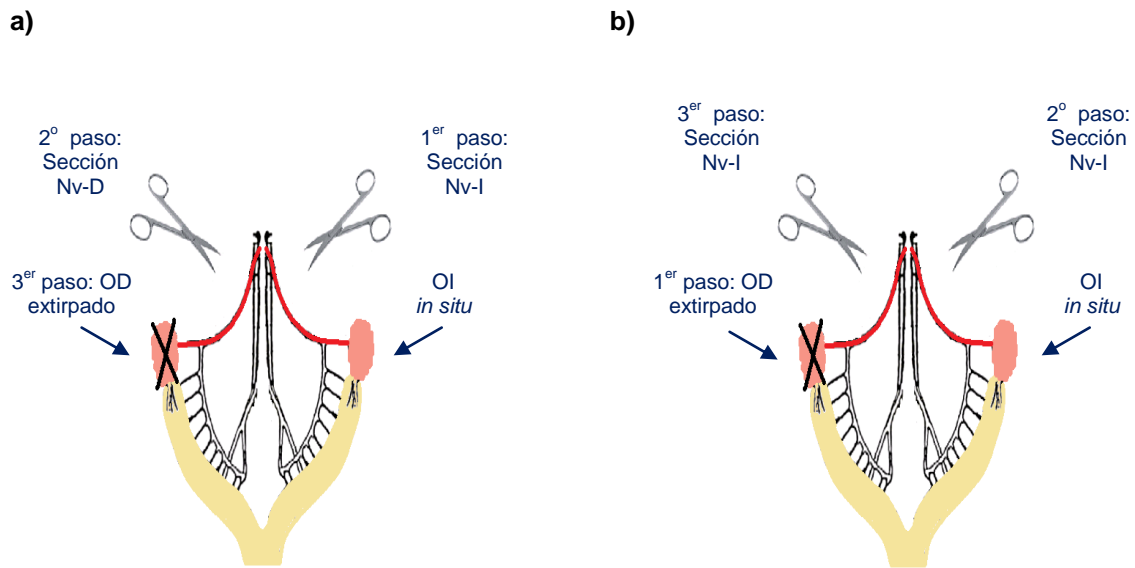 a)
2º paso:
Sección
Nv-D
1er paso:
Sección
Nv-I
3er paso: OD
extirpado
OI
in situ
b)
3er paso:
Sección
Nv-I
2º paso:
Sección
Nv-I
1er paso: OD
extirpado
OI
in situ